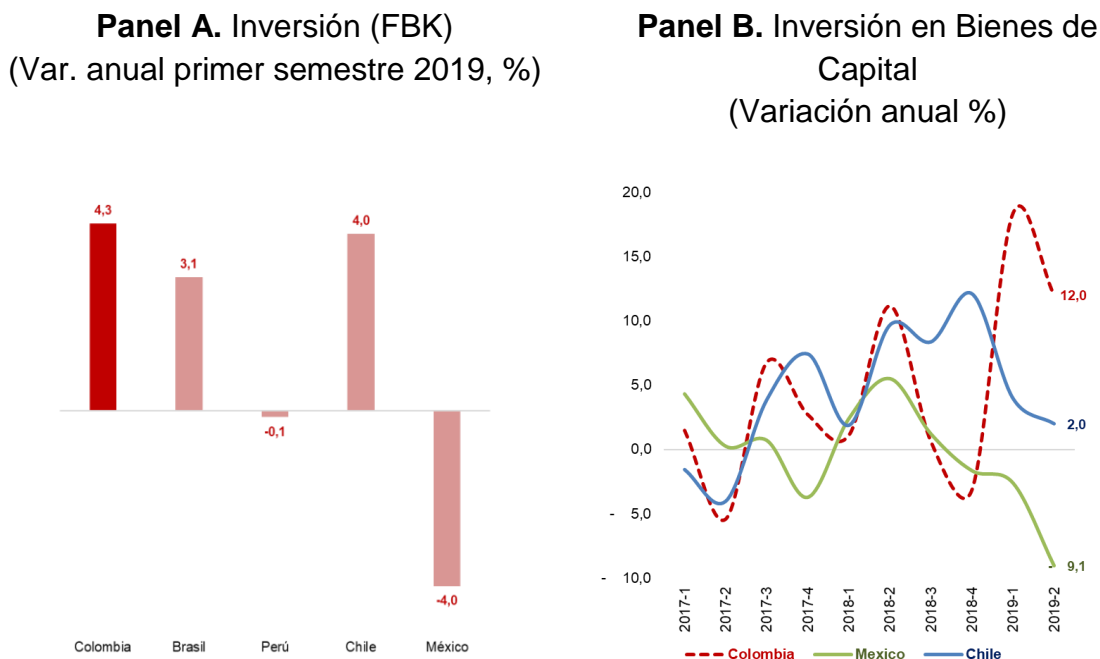 Panel A. Inversión (FBK)
(Var. anual primer semestre 2019, %)
4,3
3,1
-0,1
4,0
-4,0
Colombia Brasil Perú Chile México
Panel B. Inversión en Bienes de
Capital
(Variación anual %)
20,0
15,0
10,0
5,0
0,0
- 5,0
- 10,0
12,0
2,0
- 9,1
2017-1 2017-2 2017-3 2017-4 2018-1 2018-2 2018-3 2018-4 2019-1 2019-2
Colombia Mexico Chile